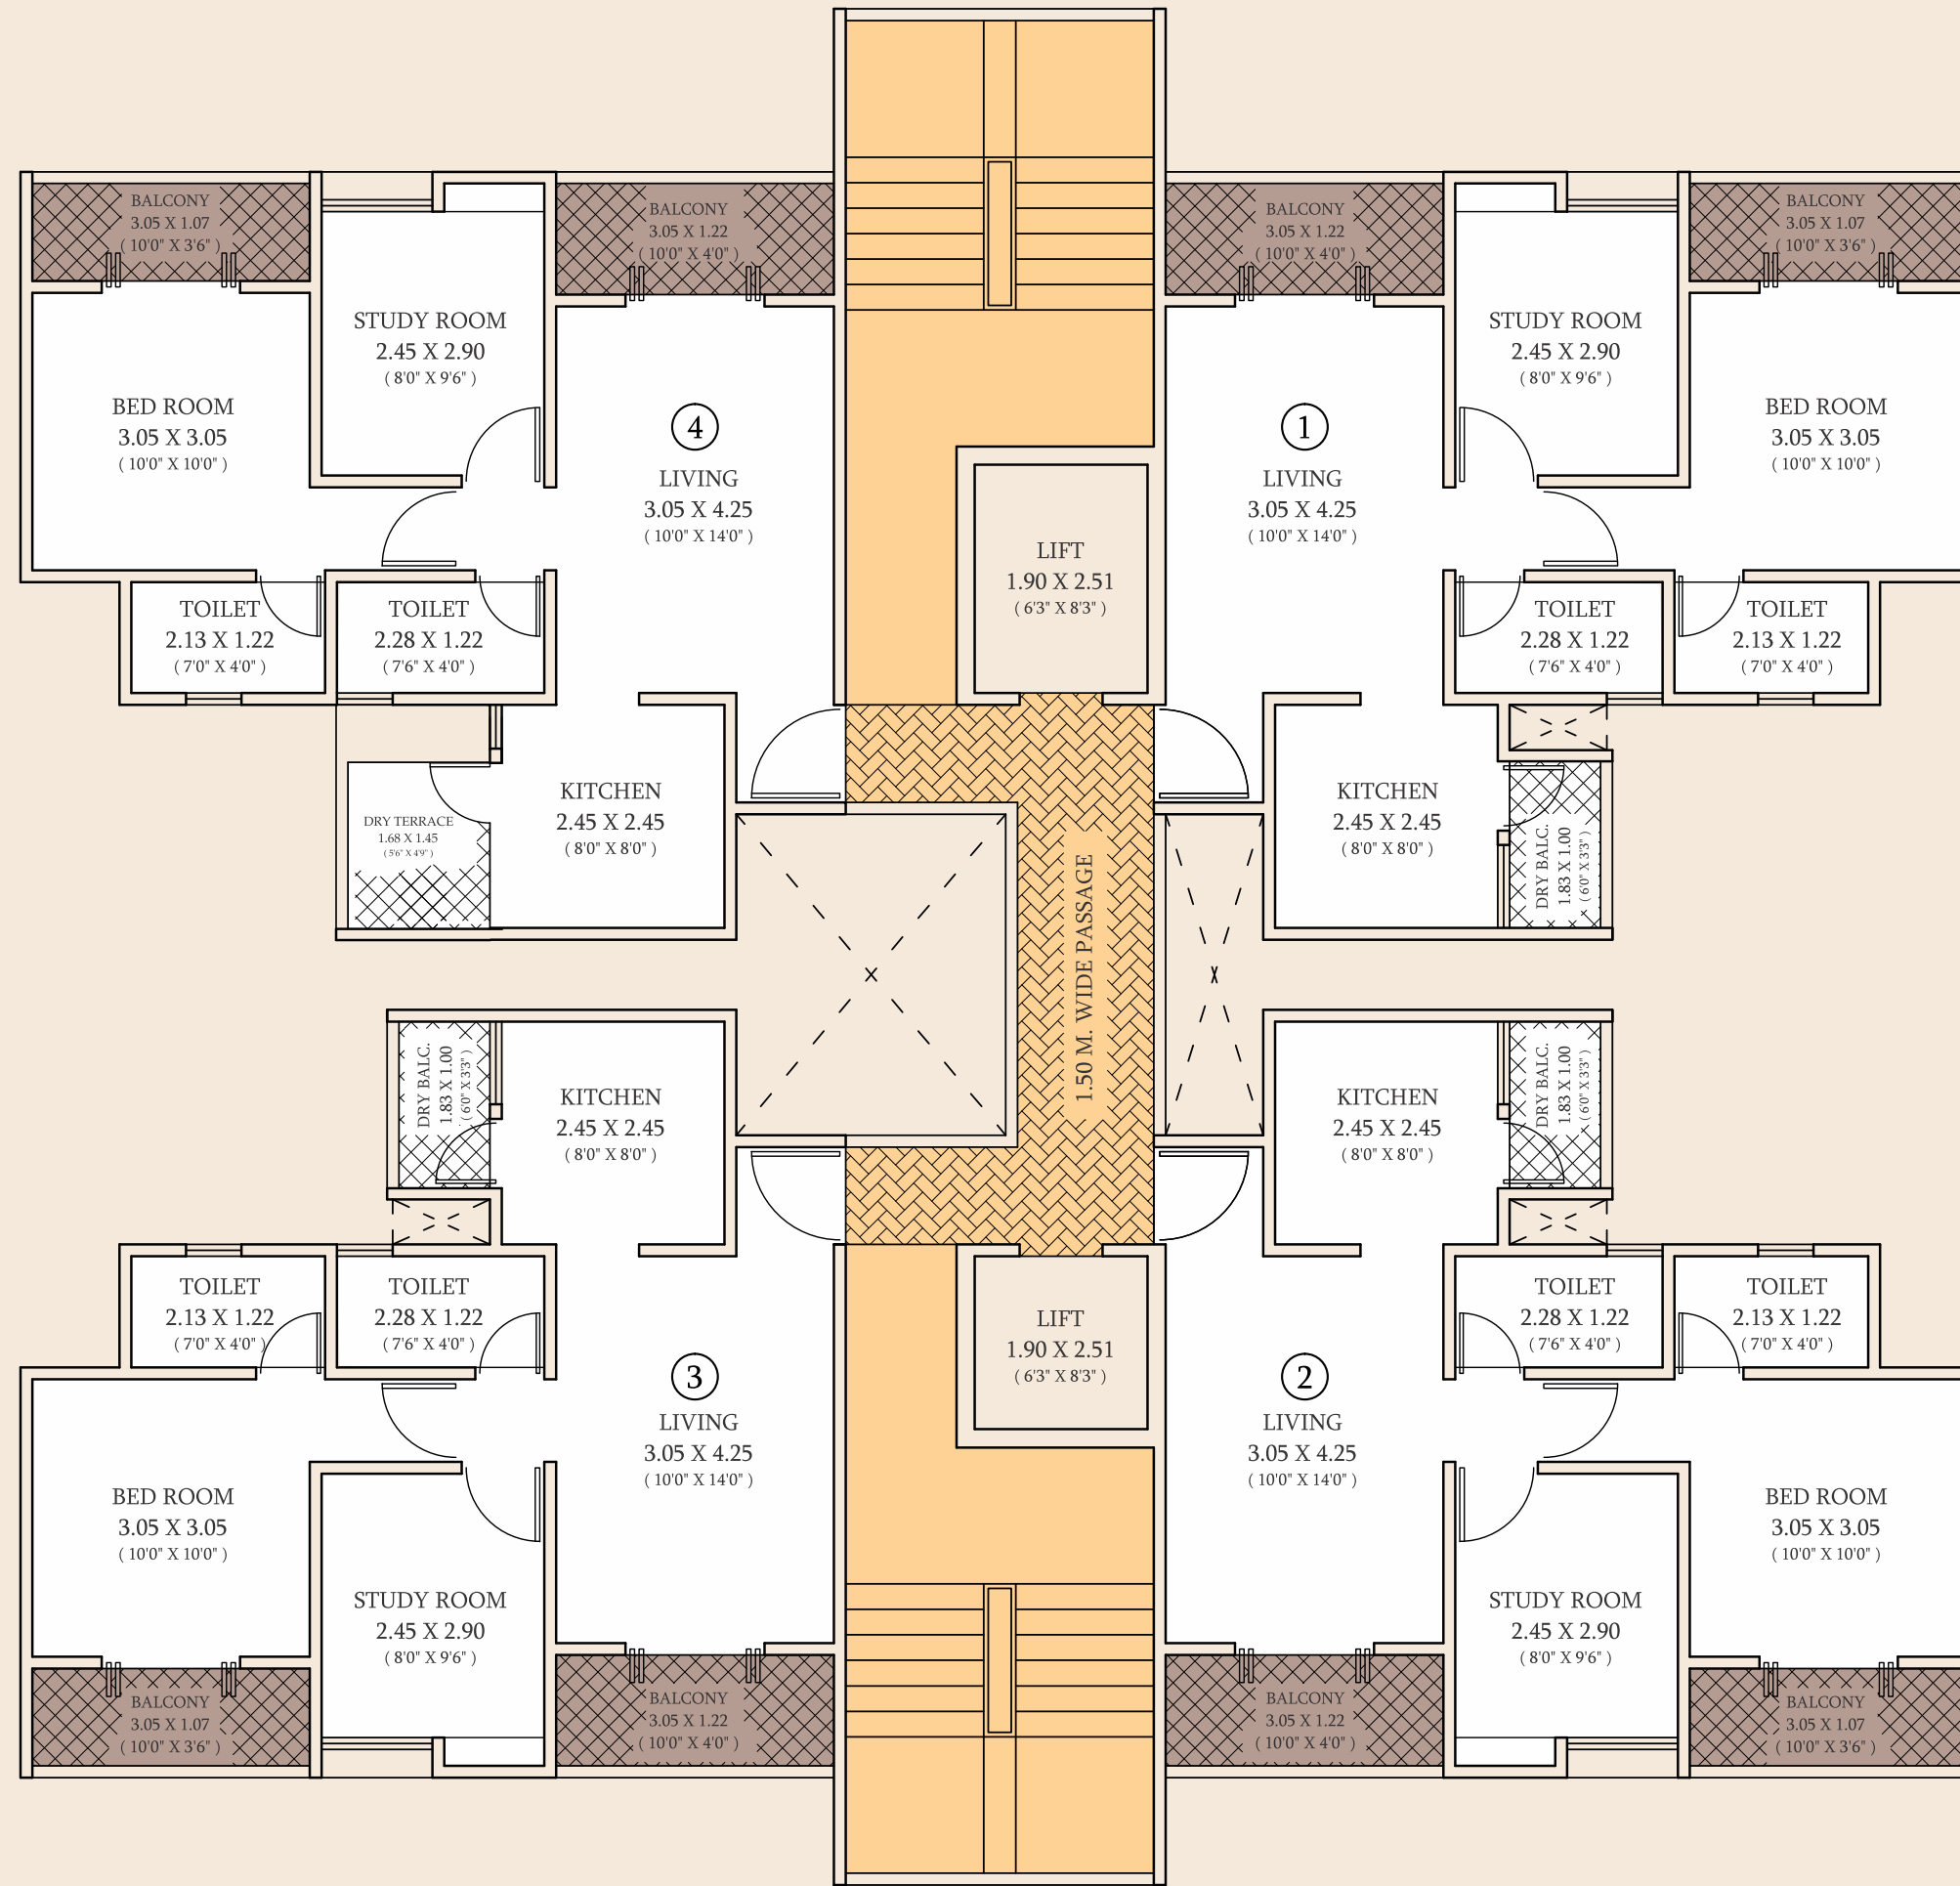 BALCONY
3.05 X 1.07
( 10'0" X 3'6" )
BALCONY
3.05 X 1.22
( 10'0" X 4'0" )
BALCONY
3.05 X 1.22
( 10'0" X 4'0" )
BALCONY
3.05 X 1.07
( 10'0" X 3'6" )
STUDY ROOM
2.45 X 2.90
( 8'0" X 9'6" )
STUDY ROOM
2.45 X 2.90
( 8'0" X 9'6" )
BED ROOM
3.05 X 3.05
( 10'0" X 10'0" )
4
LIVING
3.05 X 4.25
( 10'0" X 14'0" )
1
LIVING
3.05 X 4.25
( 10'0" X 14'0" )
BED ROOM
3.05 X 3.05
( 10'0" X 10'0" )
LIFT
1.90 X 2.51
( 6'3" X 8'3" )
TOILET
2.13 X 1.22
( 7'0" X 4'0" )
TOILET
2.28 X 1.22
( 7'6" X 4'0" )
TOILET
2.28 X 1.22
( 7'6" X 4'0" )
TOILET
2.13 X 1.22
( 7'0" X 4'0" )
DRY TERRACE
1.68 X 1.45
( 5'6" X 4'9" )
KITCHEN
2.45 X 2.45
( 8'0" X 8'0" )
KITCHEN
2.45 X 2.45
( 8'0" X 8'0" )
DRY BALC.
1.83 X 1.00
( 6'0" X 3'3" )
1.50 M. WIDE PASSAGE
DRY BALC.
1.83 X 1.00
( 6'0" X 3'3" )
KITCHEN
2.45 X 2.45
( 8'0" X 8'0" )
KITCHEN
2.45 X 2.45
( 8'0" X 8'0" )
DRY BALC.
1.83 X 1.00
( 6'0" X 3'3" )
TOILET
2.13 X 1.22
( 7'0" X 4'0" )
TOILET
2.28 X 1.22
( 7'6" X 4'0" )
LIFT
1.90 X 2.51
( 6'3" X 8'3" )
TOILET
2.28 X 1.22
( 7'6" X 4'0" )
TOILET
2.13 X 1.22
( 7'0" X 4'0" )
3
LIVING
3.05 X 4.25
( 10'0" X 14'0" )
2
LIVING
3.05 X 4.25
( 10'0" X 14'0" )
BED ROOM
3.05 X 3.05
( 10'0" X 10'0" )
BED ROOM
3.05 X 3.05
( 10'0" X 10'0" )
STUDY ROOM
2.45 X 2.90
( 8'0" X 9'6" )
STUDY ROOM
2.45 X 2.90
( 8'0" X 9'6" )
BALCONY
3.05 X 1.07
( 10'0" X 3'6" )
BALCONY
3.05 X 1.22
( 10'0" X 4'0" )
BALCONY
3.05 X 1.22
( 10'0" X 4'0" )
BALCONY
3.05 X 1.07
( 10'0" X 3'6" )